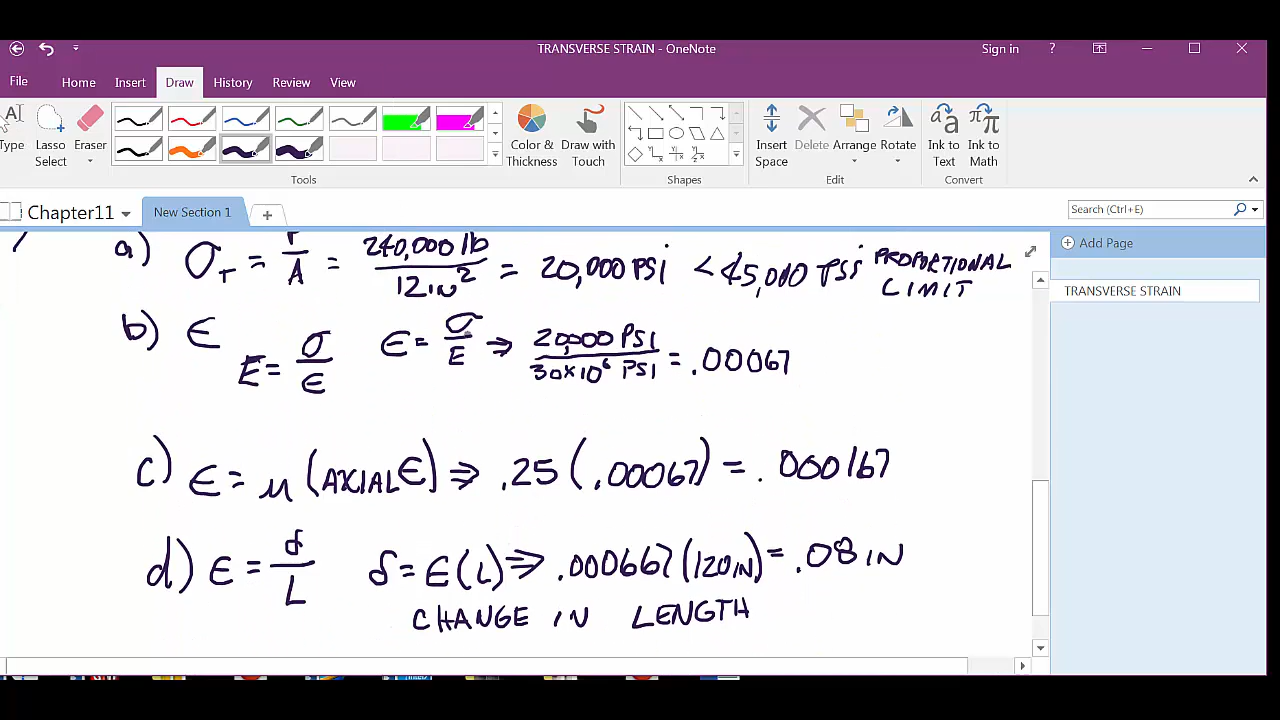 TRANSVERSE STRAIN - OneNote
Sign in
?
File
Home
Insert
Draw
History
Review
View
Type
Lasso
Select
Eraser
Color &
Thickness
Draw with
Touch
Insert
Space
Delete
Arrange
Rotate
Ink to
Text
Ink to
Math
Tools
Shapes
Edit
Convert
Chapter11
New Section 1
Search (Ctrl+E)
Add Page
TRANSVERSE STRAIN
a) σT = P/A = 240,000 lb / 12 IN² = 20,000 PSi < 45,000 PSi PROPORTIONAL LIMIT
b) ε E = σ/ε ε = σ/E ⇒ 20,000 PSI / 30×10⁶ PSI = .00067
c) ε = μ (AXIAL ε) ⇒ .25 (.00067) = .000167
d) ε = δ/L δ = ε(L) ⇒ .000667 (120 IN) = .08 IN
CHANGE IN LENGTH